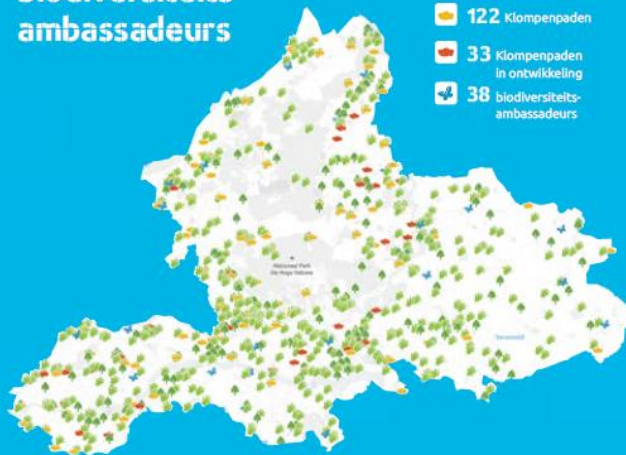 ambassadeurs
122 Klompenpaden
33 Klompenpaden
in ontwikkeling
38 biodiversiteits-
ambassadeurs
Nationaal Park
De Hoge Veluwe